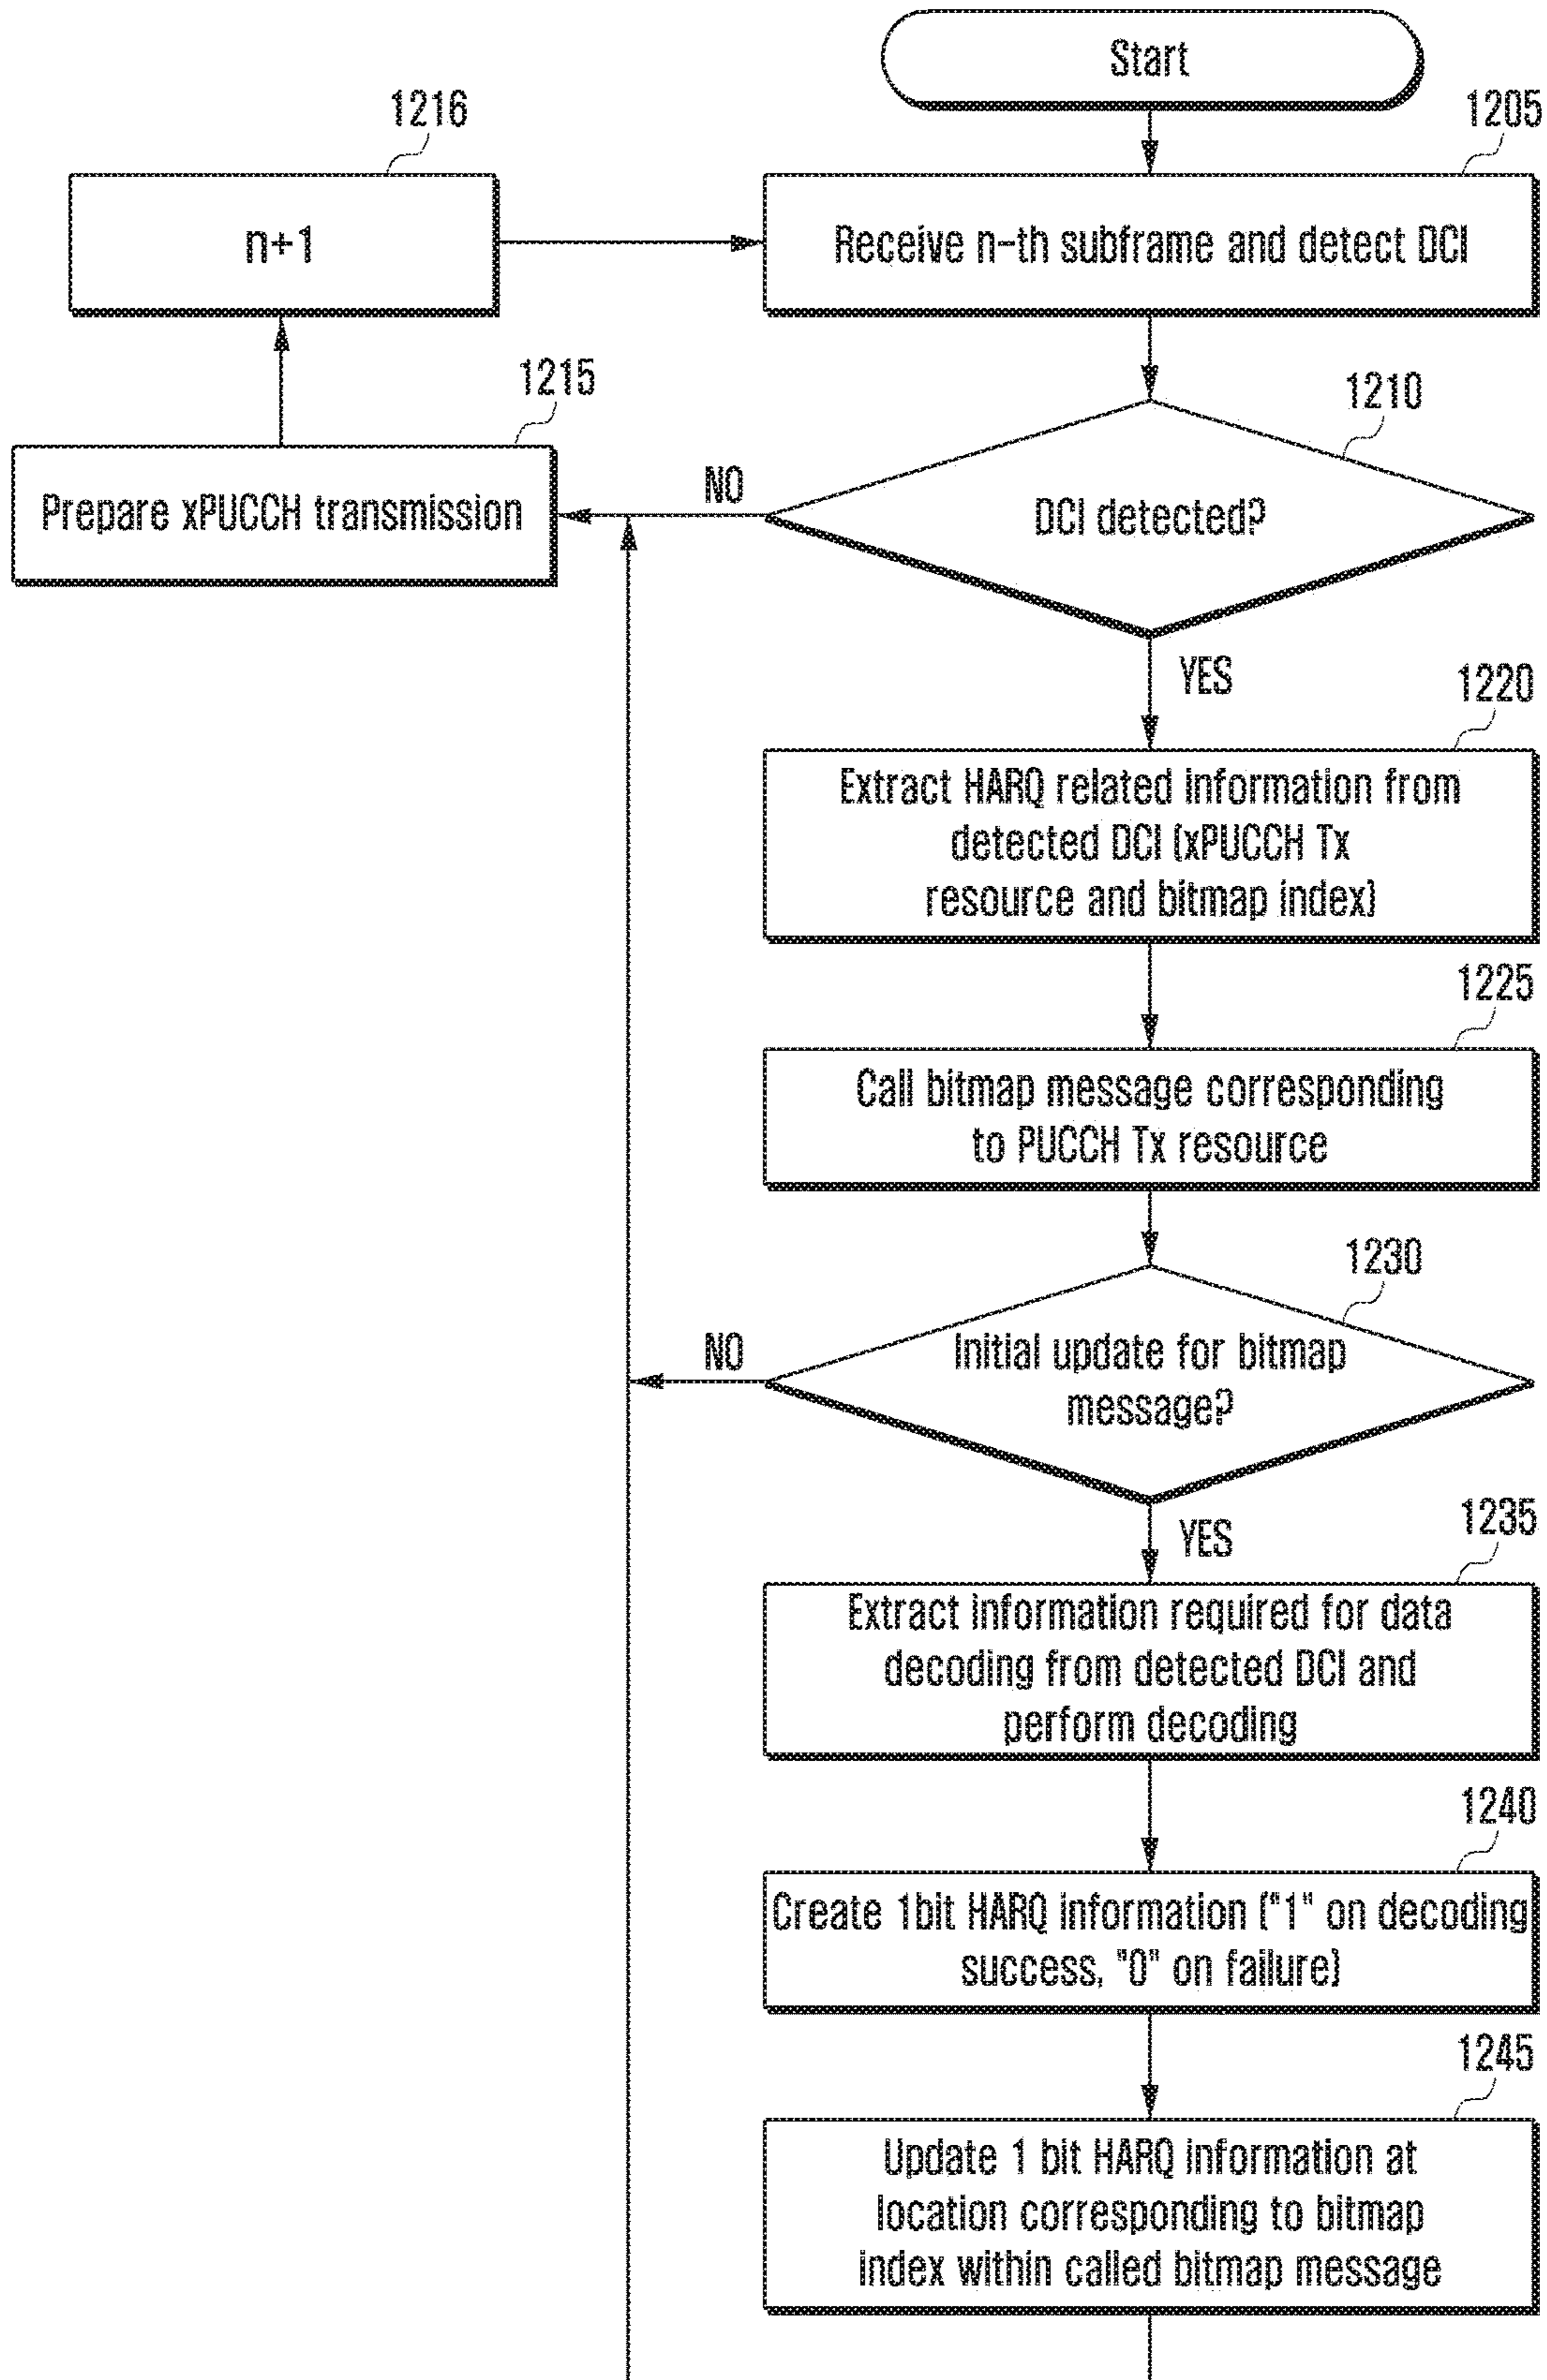 Start
1216
1205
n+1
Receive n-th subframe and detect DCI
1215
1210
Prepare xPUCCH transmission
NO
DCI detected?
YES
1220
Extract HARQ related information from
detected DCI (xPUCCH Tx
resource and bitmap index)
1225
Call bitmap message corresponding
to PUCCH Tx resource
1230
NO
Initial update for bitmap
message?
YES
1235
Extract information required for data
decoding from detected DCI and
perform decoding
1240
Create 1bit HARQ information ("1" on decoding
success, "0" on failure)
1245
Update 1 bit HARQ information at
location corresponding to bitmap
index within called bitmap message